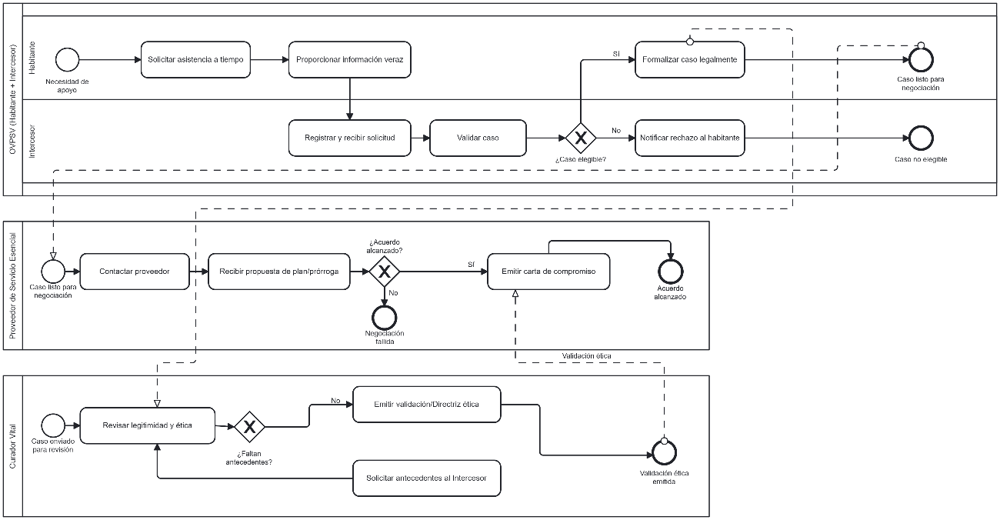 OVPSV (Habitante + Intercesor)
Habitante
Necesidad de
apoyo
Solicitar asistencia a tiempo
Proporcionar información veraz
Sí
Formalizar caso legalmente
Caso listo para
negociación
Intercesor
Registrar y recibir solicitud
Validar caso
¿Caso elegible?
No
Notificar rechazo al habitante
Caso no elegible
Proveedor de Servicio Esencial
Caso listo para
negociación
Contactar proveedor
Recibir propuesta de plan/prórroga
¿Acuerdo
alcanzado?
Sí
No
Negociación
fallida
Emitir carta de compromiso
Acuerdo
alcanzado
Validación ética
Curador Vital
Caso enviado
para revisión
Revisar legitimidad y ética
¿Faltan
antecedentes?
No
Emitir validación/Directriz ética
Solicitar antecedentes al Intercesor
Validación ética
emitida